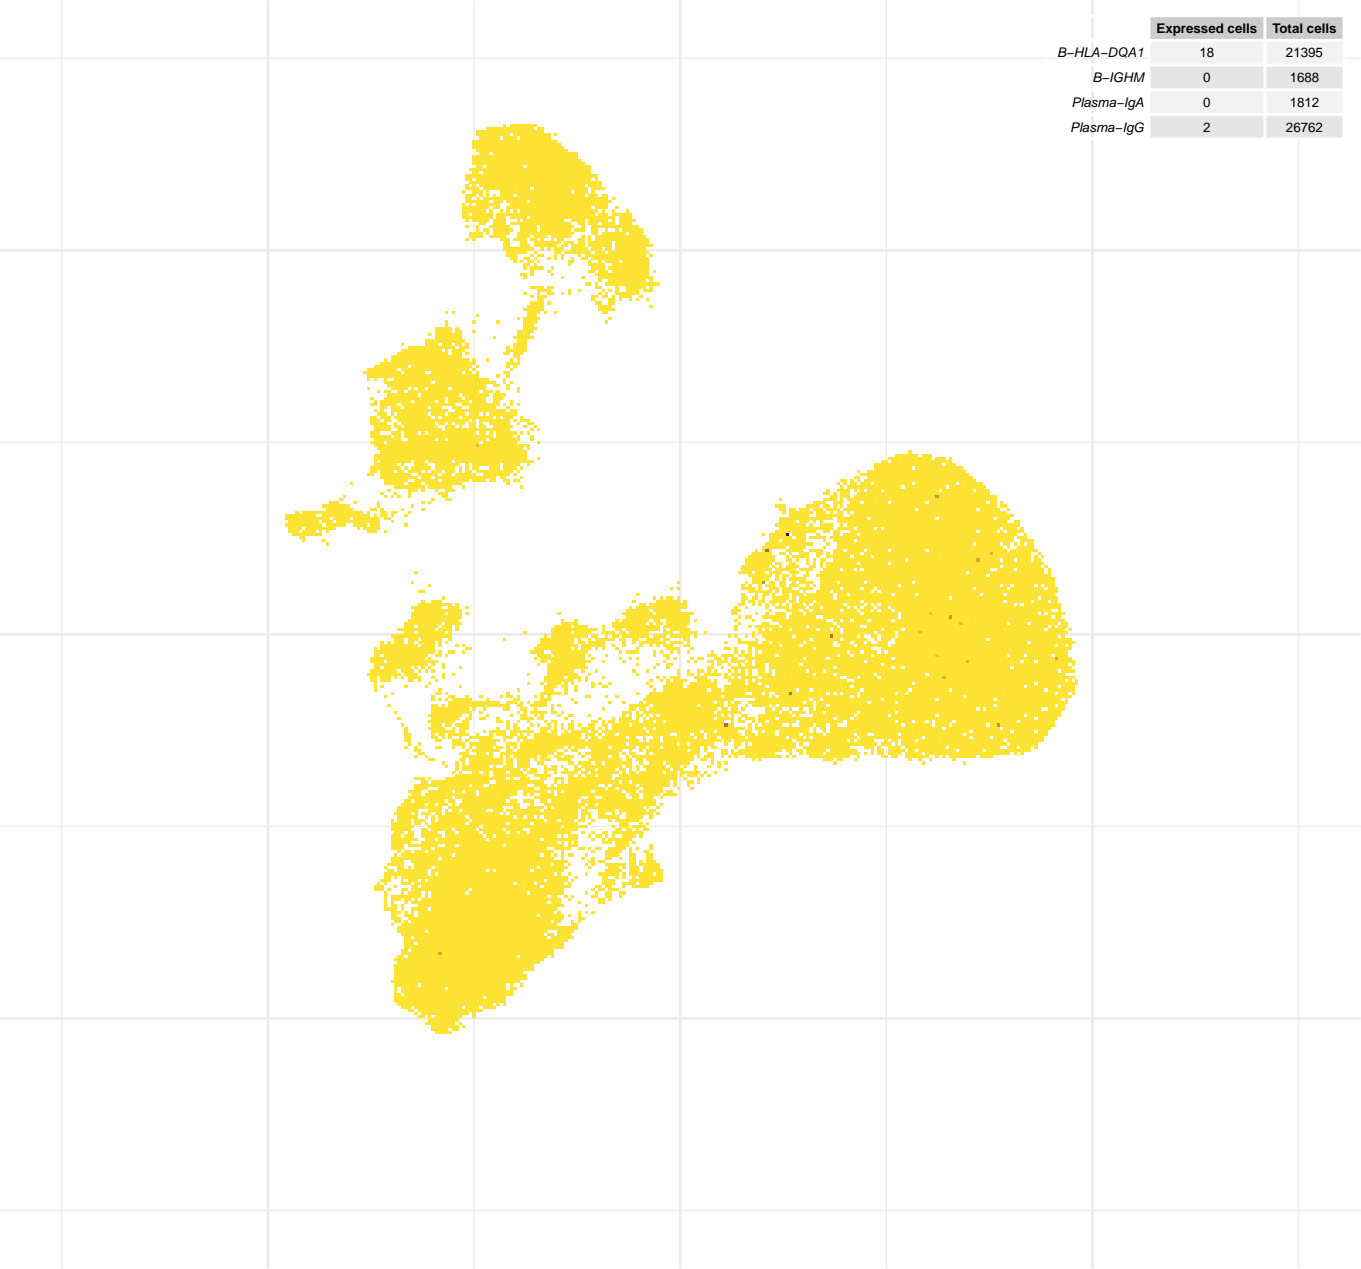 Expressed cells Total cells
B−HLA−DQA1 18 21395
B−IGHM 0 1688
Plasma−IgA 0 1812
Plasma−IgG 2 26762